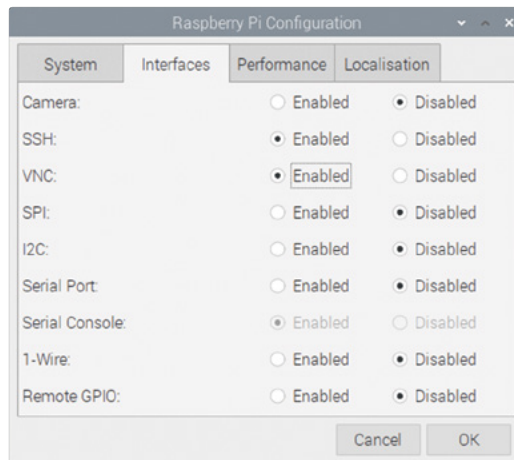 Raspberry Pi Configuration
System Interfaces Performance Localisation
Camera: Enabled Disabled
SSH: Enabled Disabled
VNC: Enabled Disabled
SPI: Enabled Disabled
I2C: Enabled Disabled
Serial Port: Enabled Disabled
Serial Console: Enabled Disabled
1-Wire: Enabled Disabled
Remote GPIO: Enabled Disabled
Cancel OK